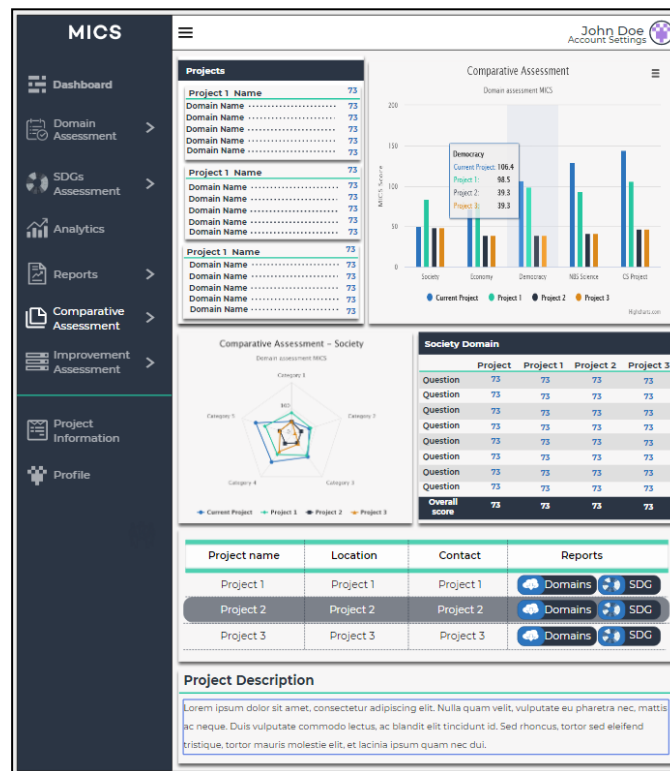 MICS
John Doe
Account Settings
Dashboard
Domain
Assessment
SDGs
Assessment
Analytics
Reports
Comparative
Assessment
Improvement
Assessment
Project
Information
Profile
Projects
Project 1 Name 73
Domain Name 73
Domain Name 73
Domain Name 73
Domain Name 73
Domain Name 73
Project 1 Name 73
Domain Name 73
Domain Name 73
Domain Name 73
Domain Name 73
Domain Name 73
Project 1 Name 73
Domain Name 73
Domain Name 73
Domain Name 73
Domain Name 73
Domain Name 73
Comparative Assessment
Domain assessment MICS
MICS Score
200
150
100
50
0
Democracy
Current Project 106.4
Project 1: 98.5
Project 2: 39.3
Project 3: 39.3
Society Economy Democracy NBS Science CS Project
Current Project Project 1 Project 2 Project 3
Highcharts.com
Comparative Assessment – Society
Domain assessment MICS
Category 1
Category 5
Category 2
Category 4
Category 3
Current Project Project 1 Project 2 Project 3
Society Domain
Project Project 1 Project 2 Project 3
Question 73 73 73 73
Question 73 73 73 73
Question 73 73 73 73
Question 73 73 73 73
Question 73 73 73 73
Question 73 73 73 73
Question 73 73 73 73
Question 73 73 73 73
Overall
score 73 73 73 73
Project name Location Contact Reports
Project 1 Project 1 Project 1 Domains SDG
Project 2 Project 2 Project 2 Domains SDG
Project 3 Project 3 Project 3 Domains SDG
Project Description
Lorem ipsum dolor sit amet, consectetur adipiscing elit. Nulla quam velit, vulputate eu pharetra nec, mattis
ac neque. Duis vulputate commodo lectus, ac blandit elit tincidunt id. Sed rhoncus, tortor sed eleifend
tristique, tortor mauris molestie elit, et lacinia ipsum quam nec dui.